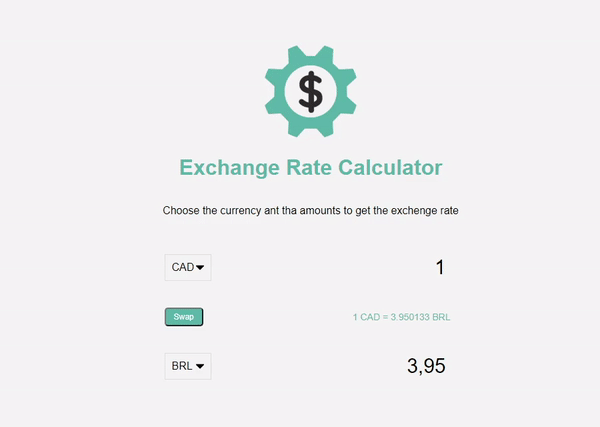 $
Exchange Rate Calculator
Choose the currency ant tha amounts to get the exchenge rate
CAD 1
Swap 1 CAD = 3.950133 BRL
BRL 3,95